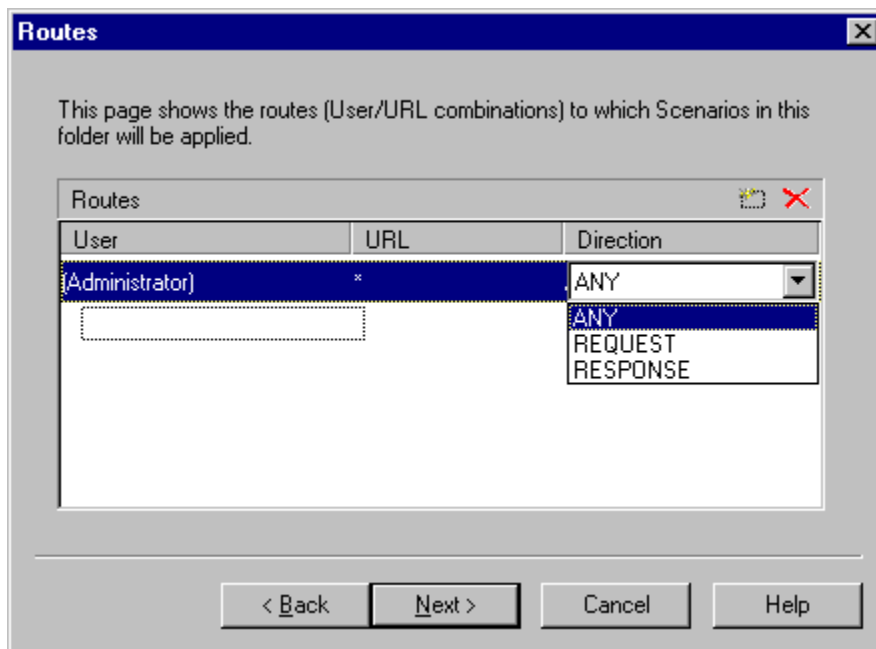 Routes
This page shows the routes (User/URL combinations) to which Scenarios in this
folder will be applied.
Routes
User URL Direction
(Administrator) * ANY
ANY
REQUEST
RESPONSE
< Back Next > Cancel Help